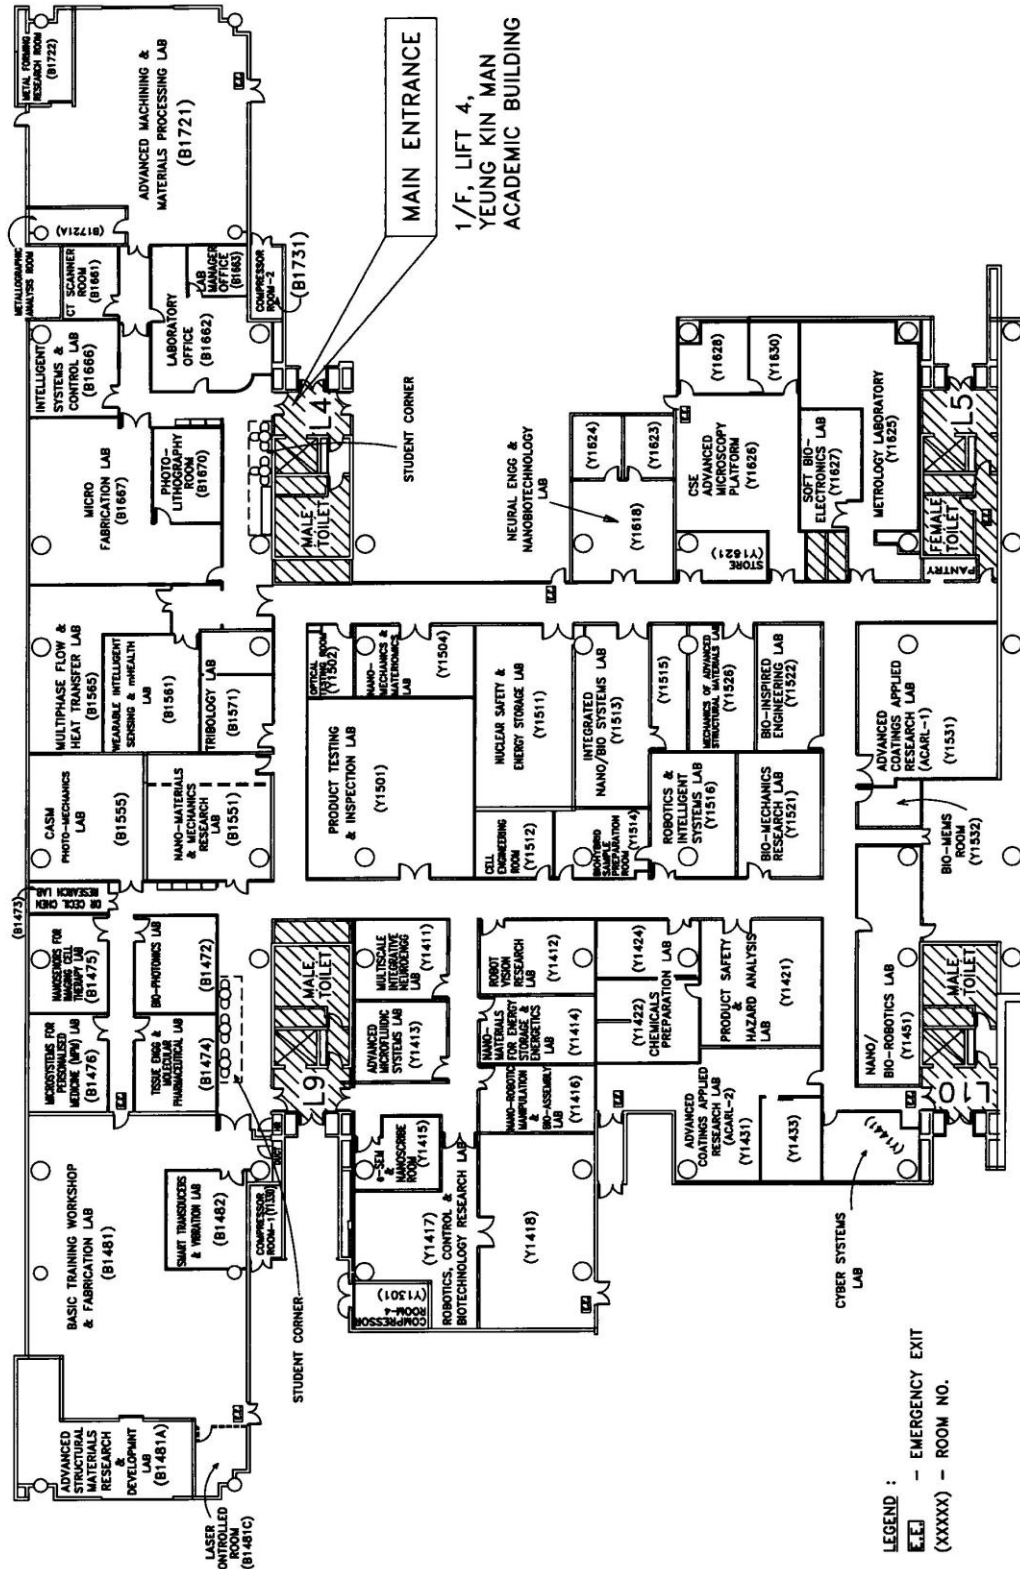 METAL FORMING
RESEARCH ROOM
(B1722)
ADVANCED MACHINING &
MATERIALS PROCESSING LAB
(B1721)
(B1721A)
METALLOGRAPHIC
ANALYSIS ROOM
CT SCANNER
ROOM
(B1661)
LAB
MANAGER
OFFICE
(B1663)
COMPRESSOR
ROOM-2
(B1731)
LABORATORY
OFFICE
(B1662)
INTELLIGENT
SYSTEMS &
CONTROL LAB
(B1666)
MICRO
FABRICATION LAB
(B1667)
PHOTO-
LITHOGRAPHY
ROOM
(B1670)
MAIN ENTRANCE
1/F, LIFT 4,
YEUNG KIN MAN
ACADEMIC BUILDING
L4
MALE
TOILET
STUDENT CORNER
MULTIPHASE FLOW &
HEAT TRANSFER LAB
(B1565)
WEARABLE INTELLIGENT
SENSING & mHEALTH
LAB
(B1561)
TRIBOLOGY LAB
(B1571)
CASM
PHOTO-MECHANICS
LAB
(B1555)
NANO-MATERIALS
& MECHANICS
RESEARCH
LAB
(B1551)
DR CECIL CHEN
RESEARCH LAB
(B1473)
NANOSENSORS FOR
IMAGING CELL
THERAPY LAB
(B1475)
BIO-PHOTONICS LAB
(B1472)
MICROSYSTEMS FOR
PERSONALISED
MEDICINE (MPM) LAB
(B1476)
TISSUE ENGG &
MOLECULAR
PHARMACEUTICAL LAB
(B1474)
BASIC TRAINING WORKSHOP
& FABRICATION LAB
(B1481)
SMART TRANSDUCERS
& VIBRATION LAB
(B1482)
COMPRESSOR
ROOM-1(Y1330)
DUCT
HR
ADVANCED
STRUCTURAL
MATERIALS
RESEARCH
&
DEVELOPMNT
LAB
(B1481A)
LASER
CONTROLLED
ROOM
(B1481C)
STUDENT CORNER
L9
MALE
TOILET
OPTICAL
TESTING ROOM
(Y1502)
NANO-
MECHANICS &
MATERIOMICS
LAB
(Y1504)
PRODUCT TESTING
& INSPECTION LAB
(Y1501)
NUCLEAR SAFETY &
ENERGY STORAGE LAB
(Y1511)
CELL
ENGINEERING
ROOM
(Y1512)
INTEGRATED
NANO/BIO SYSTEMS LAB
(Y1513)
BIOHYBRID
SAMPLE
PREPARATION
ROOM
(Y1514)
(Y1515)
ROBOTICS &
INTELLIGENT
SYSTEMS LAB
(Y1516)
MECHANICS OF ADVANCED
STRUCTURAL MATERIALS LAB
(Y1526)
BIO-INSPIRED
ENGINEERING LAB
(Y1522)
BIO-MECHANICS
RESEARCH LAB
(Y1521)
ADVANCED
COATINGS APPLIED
RESEARCH LAB
(ACARL-1)
(Y1531)
BIO-MEMS
ROOM
(Y1532)
NEURAL ENGG &
NANOBIOTECHNOLOGY
LAB
(Y1618)
(Y1624)
(Y1623)
STORE
(Y1621)
CSE ADVANCED
MICROSCOPY
PLATFORM
(Y1626)
(Y1628)
(Y1630)
SOFT BIO-
ELECTRONICS LAB
(Y1627)
METROLOGY LABORATORY
(Y1625)
L5
FEMALE
TOILET
PANTRY
MULTISCALE
INTEGRATIVE
NEUROENGG
LAB
(Y1411)
ADVANCED
MICROFLUIDIC
SYSTEMS LAB
(Y1413)
e-SEM
&
NANOSCRIBE
ROOM
(Y1415)
COMPRESSOR
ROOM-4
(Y1301)
(Y1417)
ROBOTICS, CONTROL &
BIOTECHNOLOGY RESEARCH LAB
(Y1418)
ROBOT
VISION
RESEARCH
LAB
(Y1412)
NANO-
MATERIALS
FOR ENERGY
STORAGE &
ENERGETICS
LAB
(Y1414)
NANO-ROBOTIC
MANIPULATION
&
BIO-ASSEMBLY
LAB
(Y1416)
(Y1424)
(Y1422)
CHEMICALS
PREPARATION LAB
PRODUCT SAFETY
&
HAZARD ANALYSIS
LAB
(Y1421)
ADVANCED
COATINGS APPLIED
RESEARCH LAB
(ACARL-2)
(Y1431)
(Y1433)
NANO/
BIO-ROBOTICS LAB
(Y1451)
(Y1441)
CYBER SYSTEMS
LAB
L10
MALE
TOILET
E.E.
E.E.
E.E.
E.E.
E.E.
E.E.
E.E.
E.E.
E.E.
LEGEND :
E.E. - EMERGENCY EXIT
(XXXXX) - ROOM NO.